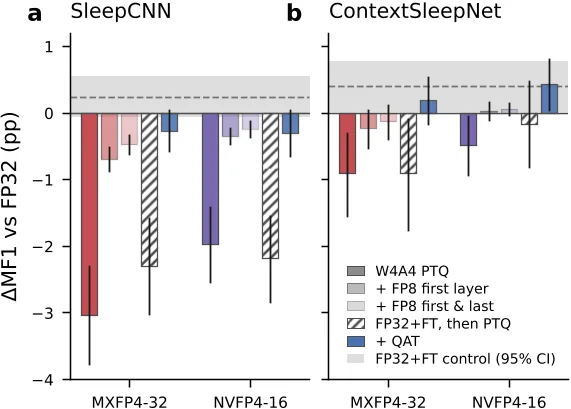 a SleepCNN
b ContextSleepNet
ΔMF1 vs FP32 (pp)
1
0
−1
−2
−3
−4
MXFP4-32 NVFP4-16
MXFP4-32 NVFP4-16
W4A4 PTQ
+ FP8 first layer
+ FP8 first & last
FP32+FT, then PTQ
+ QAT
FP32+FT control (95% CI)